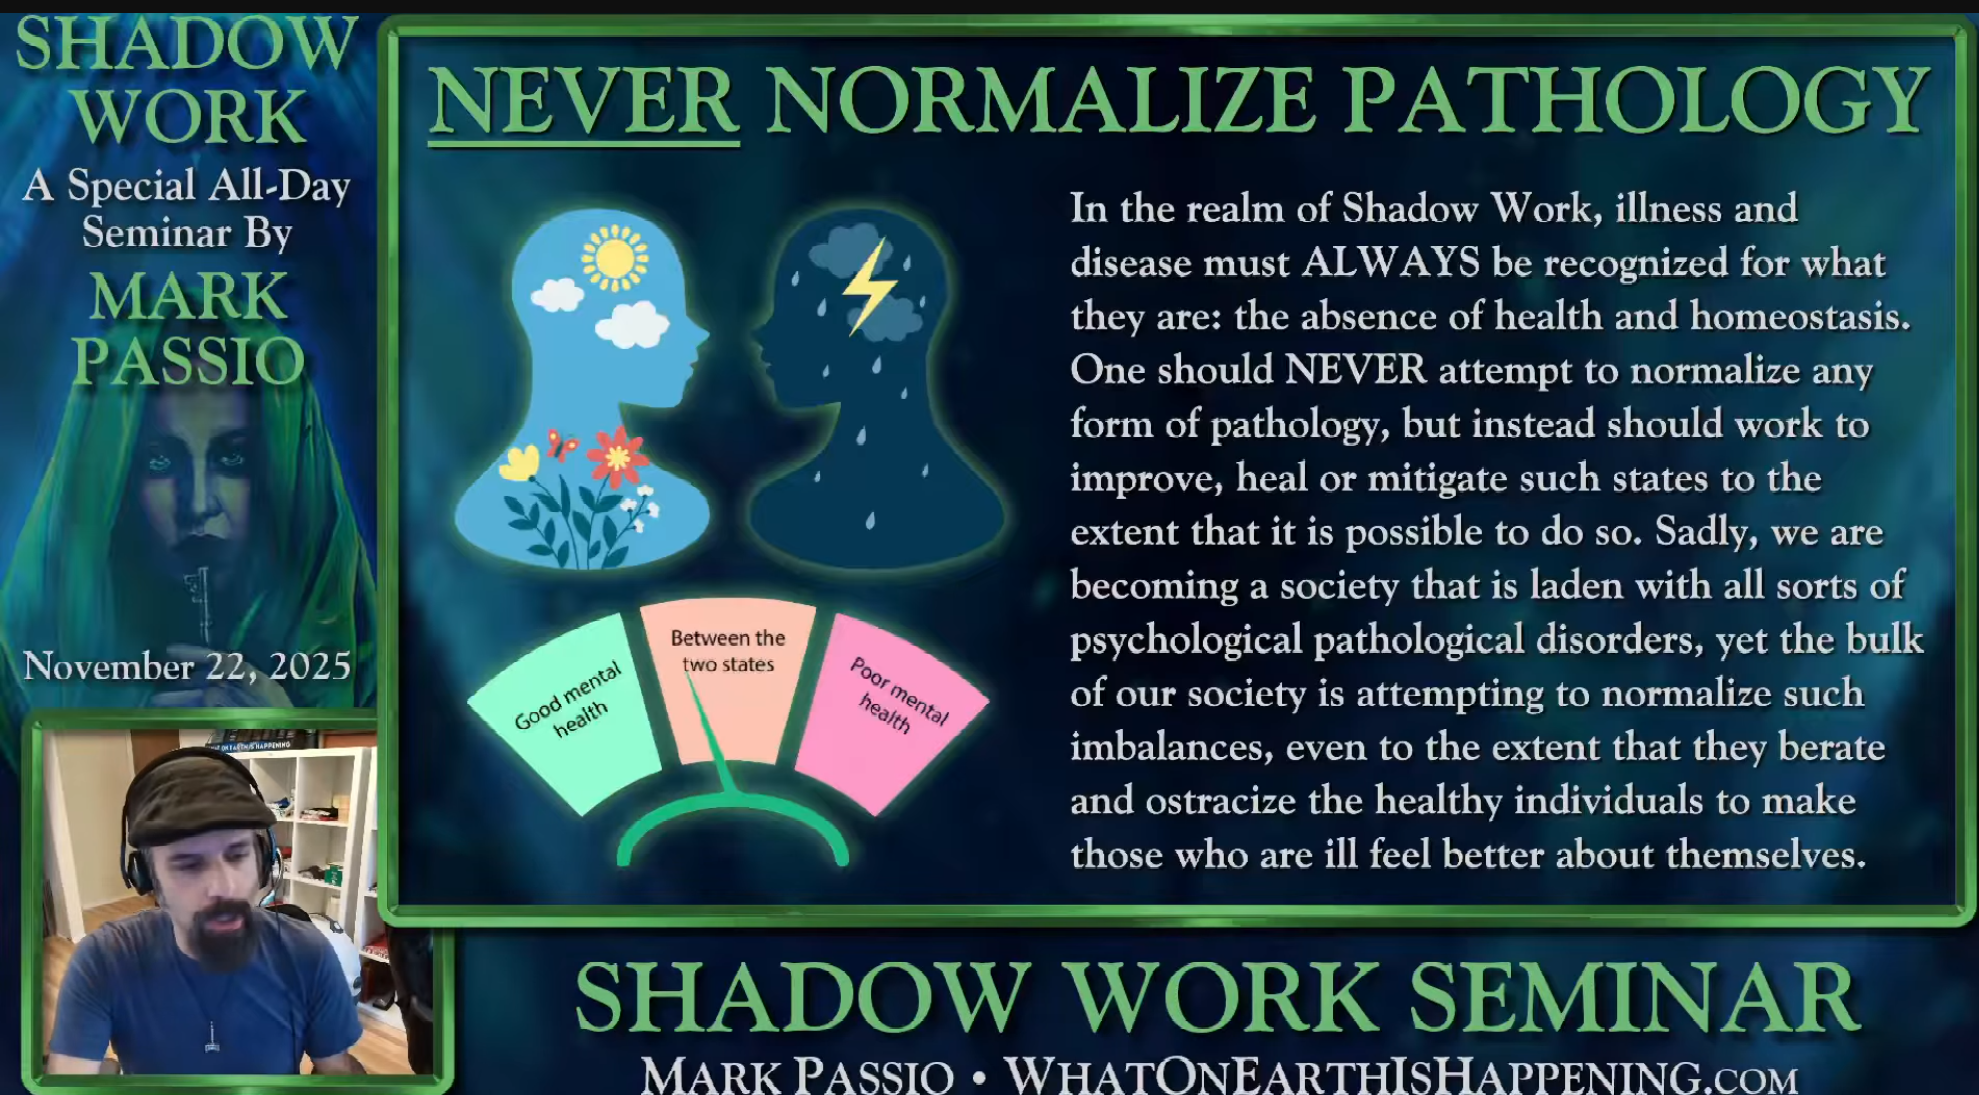 SHADOW
WORK
A Special All-Day
Seminar By
MARK
PASSIO
November 22, 2025
NEVER NORMALIZE PATHOLOGY
In the realm of Shadow Work, illness and
disease must ALWAYS be recognized for what
they are: the absence of health and homeostasis.
One should NEVER attempt to normalize any
form of pathology, but instead should work to
improve, heal or mitigate such states to the
extent that it is possible to do so. Sadly, we are
becoming a society that is laden with all sorts of
psychological pathological disorders, yet the bulk
of our society is attempting to normalize such
imbalances, even to the extent that they berate
and ostracize the healthy individuals to make
those who are ill feel better about themselves.
Good mental
health
Between the
two states
Poor mental
health
ON EARTH IS HAPPENING
SHADOW WORK SEMINAR
MARK PASSIO • WHATONEARTHISHAPPENING.COM